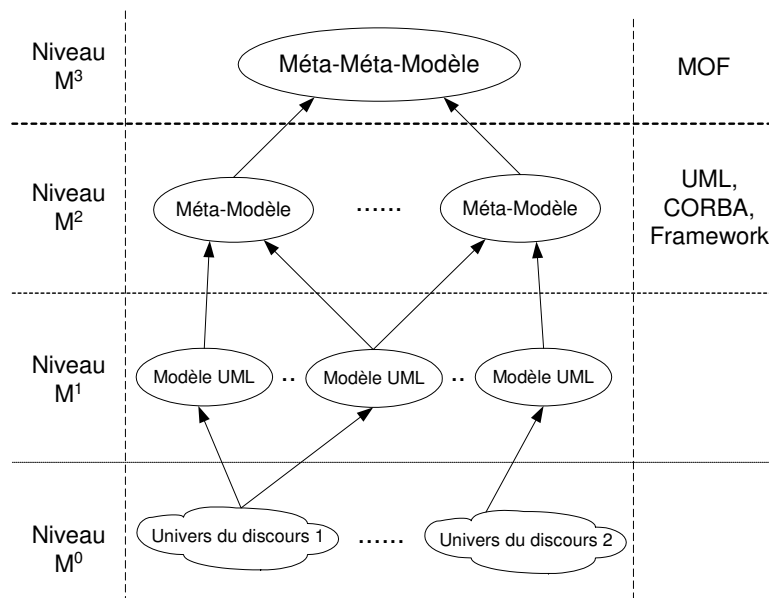 Niveau
M³
Méta-Méta-Modèle
MOF
Niveau
M²
Méta-Modèle
......
Méta-Modèle
UML,
CORBA,
Framework
Niveau
M¹
Modèle UML
..
Modèle UML
..
Modèle UML
Niveau
M⁰
Univers du discours 1
......
Univers du discours 2